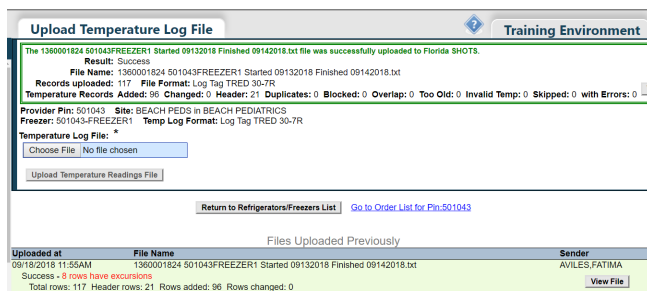 Upload Temperature Log File
?
Training Environment
The 1360001824 501043FREEZER1 Started 09132018 Finished 09142018.txt file was successfully uploaded to Florida SHOTS.
Result: Success
File Name: 1360001824 501043FREEZER1 Started 09132018 Finished 09142018.txt
Records uploaded: 117 File Format: Log Tag TRED 30-7R
Temperature Records Added: 96 Changed: 0 Header: 21 Duplicates: 0 Blocked: 0 Overlap: 0 Too Old: 0 Invalid Temp: 0 Skipped: 0 with Errors: 0
Provider Pin: 501043 Site: BEACH PEDS in BEACH PEDIATRICS
Freezer: 501043-FREEZER1 Temp Log Format: Log Tag TRED 30-7R
Temperature Log File: *
Choose File No file chosen
Upload Temperature Readings File
Return to Refrigerators/Freezers List Go to Order List for Pin:501043
Files Uploaded Previously
Uploaded at File Name Sender
09/18/2018 11:55AM 1360001824 501043FREEZER1 Started 09132018 Finished 09142018.txt AVILES,FATIMA
Success - 8 rows have excursions
View File
Total rows: 117 Header rows: 21 Rows added: 96 Rows changed: 0